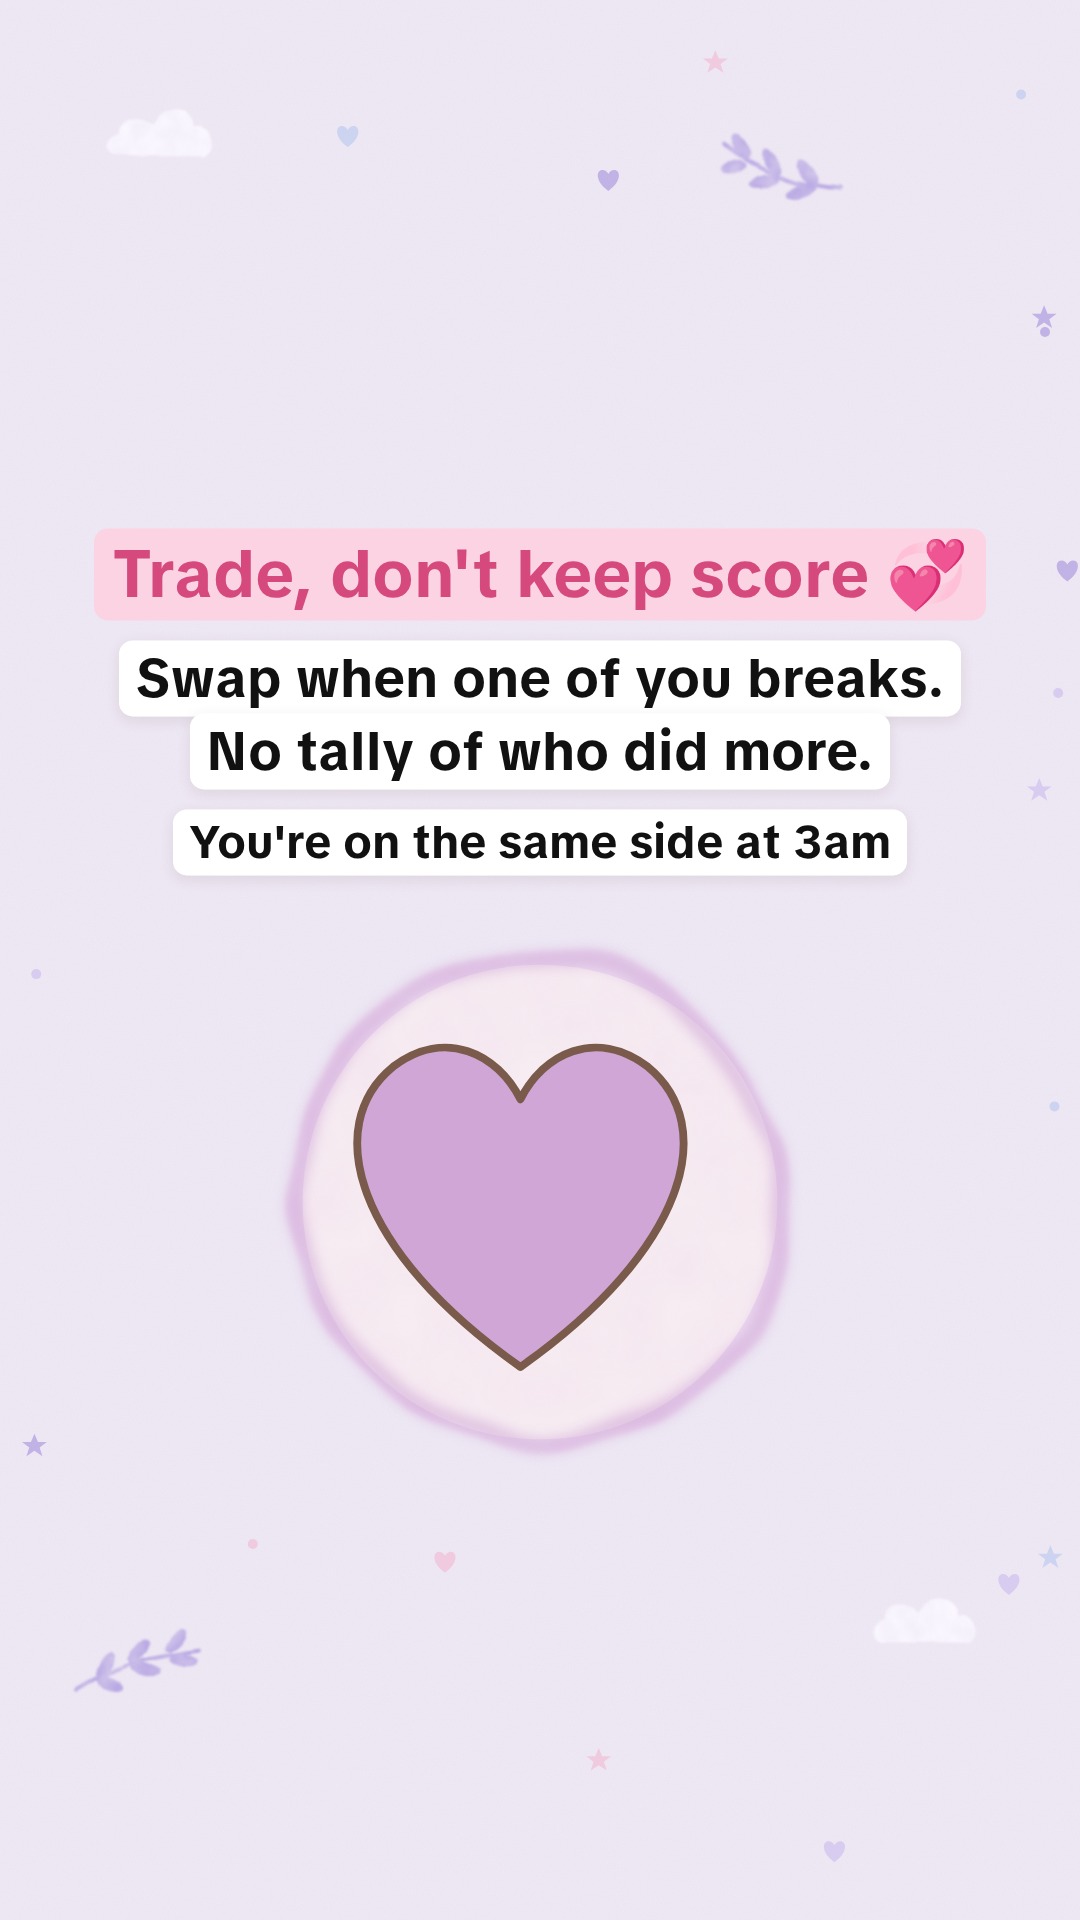 Trade, don't keep score 💞
Swap when one of you breaks.
No tally of who did more.
You're on the same side at 3am